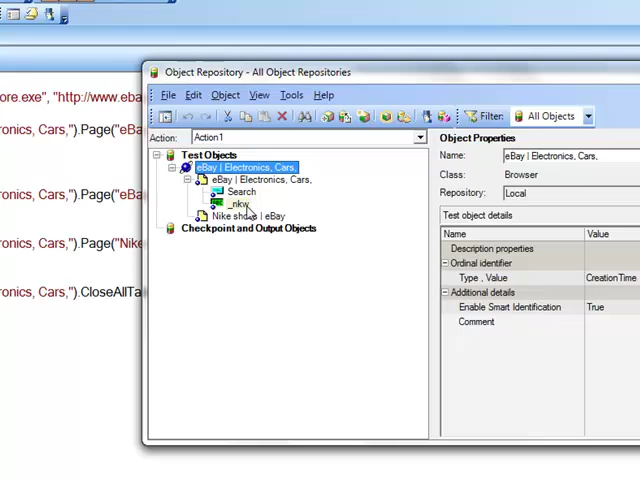 Object Repository - All Object Repositories
File Edit Object View Tools Help
Filter: All Objects
Action: Action1
Test Objects
eBay | Electronics, Cars,
eBay | Electronics, Cars,
Search
_nkw
Nike shoes | eBay
Checkpoint and Output Objects
Object Properties
Name: eBay | Electronics, Cars,
Class: Browser
Repository: Local
Test object details
Name Value
Description properties
Ordinal identifier
Type , Value CreationTime
Additional details
Enable Smart Identification True
Comment
ore.exe", "http://www.eba
ronics, Cars,").Page("eB
ronics, Cars,").Page("eB
ronics, Cars,").Page("Nike
ronics, Cars,").CloseAllTa